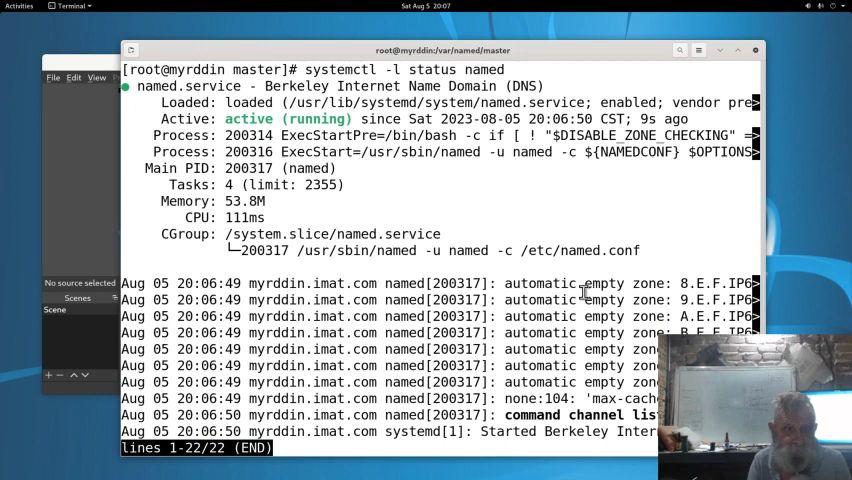 Activities Terminal Sat Aug 5 20:07
root@myrddin:/var/named/master
File Edit View
No source selected
Scenes
Scene
[root@myrddin master]# systemctl -l status named
● named.service - Berkeley Internet Name Domain (DNS)
Loaded: loaded (/usr/lib/systemd/system/named.service; enabled; vendor pre>
Active: active (running) since Sat 2023-08-05 20:06:50 CST; 9s ago
Process: 200314 ExecStartPre=/bin/bash -c if [ ! "$DISABLE_ZONE_CHECKING" =>
Process: 200316 ExecStart=/usr/sbin/named -u named -c ${NAMEDCONF} $OPTIONS>
Main PID: 200317 (named)
Tasks: 4 (limit: 2355)
Memory: 53.8M
CPU: 111ms
CGroup: /system.slice/named.service
└─200317 /usr/sbin/named -u named -c /etc/named.conf
Aug 05 20:06:49 myrddin.imat.com named[200317]: automatic empty zone: 8.E.F.IP6>
Aug 05 20:06:49 myrddin.imat.com named[200317]: automatic empty zone: 9.E.F.IP6>
Aug 05 20:06:49 myrddin.imat.com named[200317]: automatic empty zone: A.E.F.IP6>
Aug 05 20:06:49 myrddin.imat.com named[200317]: automatic empty zone: B.E.F.IP6>
Aug 05 20:06:49 myrddin.imat.com named[200317]: automatic empty zone
Aug 05 20:06:49 myrddin.imat.com named[200317]: automatic empty zone
Aug 05 20:06:49 myrddin.imat.com named[200317]: automatic empty zone
Aug 05 20:06:49 myrddin.imat.com named[200317]: none:104: 'max-cach
Aug 05 20:06:50 myrddin.imat.com named[200317]: command channel lis
Aug 05 20:06:50 myrddin.imat.com systemd[1]: Started Berkeley Inter
lines 1-22/22 (END)